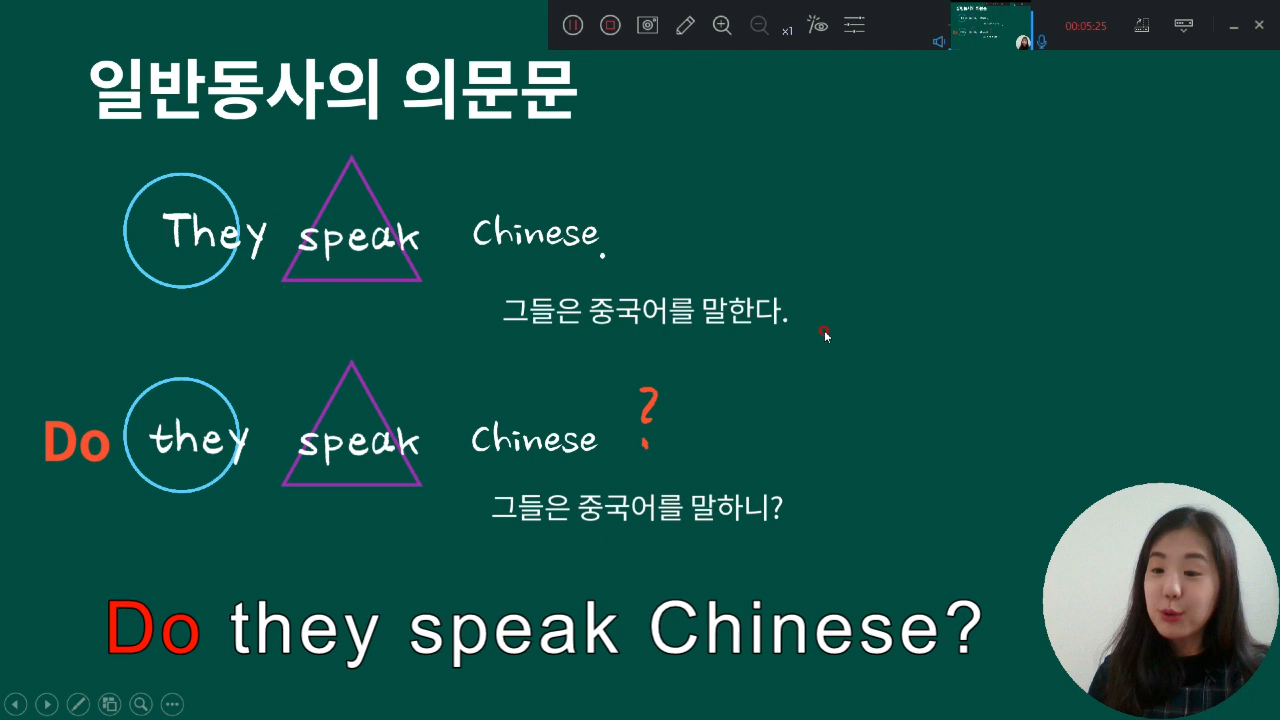 x1
00:05:25
일반동사의 의문문
They speak Chinese.
그들은 중국어를 말한다.
Do they speak Chinese ?
그들은 중국어를 말하니?
Do they speak Chinese?